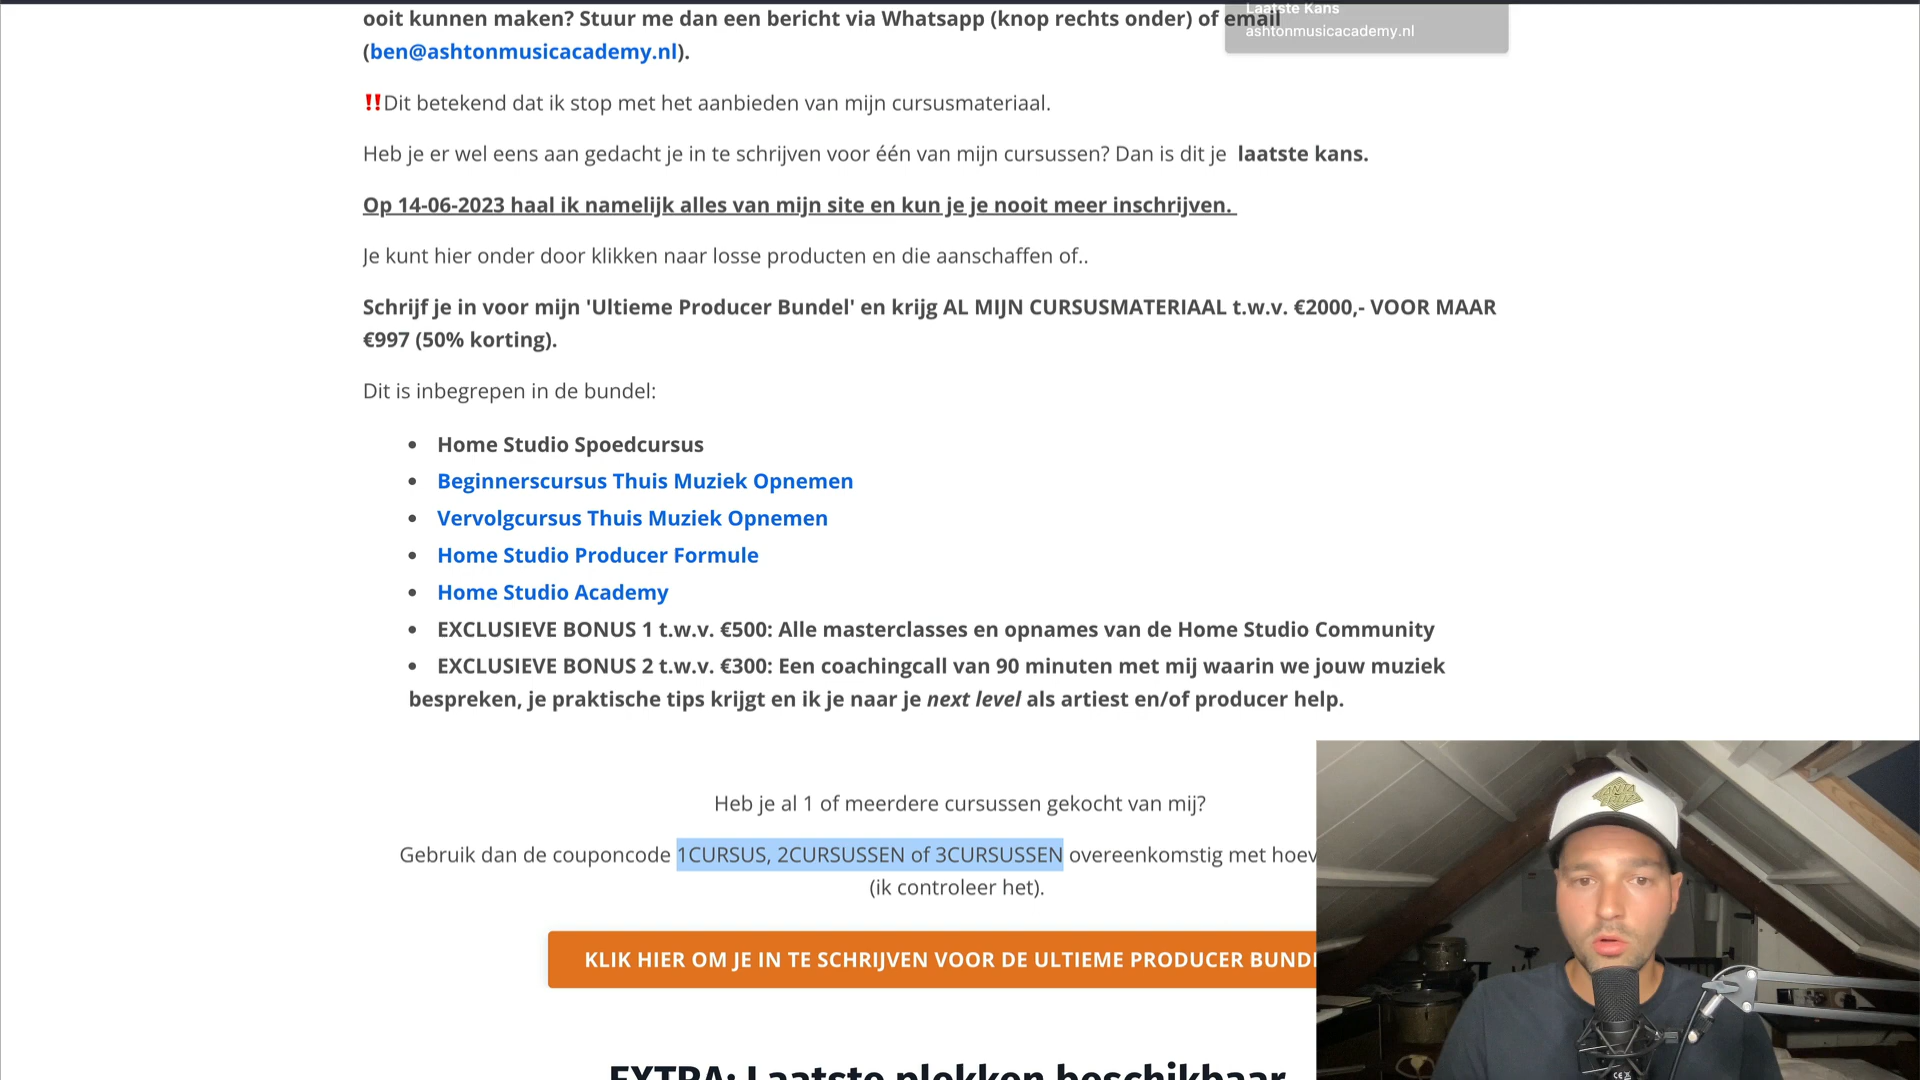 ooit kunnen maken? Stuur me dan een bericht via Whatsapp (knop rechts onder) of email
Laatste Kans
ashtonmusicacademy.nl
(ben@ashtonmusicacademy.nl).
‼️Dit betekend dat ik stop met het aanbieden van mijn cursusmateriaal.
Heb je er wel eens aan gedacht je in te schrijven voor één van mijn cursussen? Dan is dit je laatste kans.
Op 14-06-2023 haal ik namelijk alles van mijn site en kun je je nooit meer inschrijven.
Je kunt hier onder door klikken naar losse producten en die aanschaffen of..
Schrijf je in voor mijn 'Ultieme Producer Bundel' en krijg AL MIJN CURSUSMATERIAAL t.w.v. €2000,- VOOR MAAR
€997 (50% korting).
Dit is inbegrepen in de bundel:
• Home Studio Spoedcursus
• Beginnerscursus Thuis Muziek Opnemen
• Vervolgcursus Thuis Muziek Opnemen
• Home Studio Producer Formule
• Home Studio Academy
• EXCLUSIEVE BONUS 1 t.w.v. €500: Alle masterclasses en opnames van de Home Studio Community
• EXCLUSIEVE BONUS 2 t.w.v. €300: Een coachingcall van 90 minuten met mij waarin we jouw muziek
bespreken, je praktische tips krijgt en ik je naar je next level als artiest en/of producer help.
Heb je al 1 of meerdere cursussen gekocht van mij?
Gebruik dan de couponcode 1CURSUS, 2CURSUSSEN of 3CURSUSSEN overeenkomstig met hoev
(ik controleer het).
KLIK HIER OM JE IN TE SCHRIJVEN VOOR DE ULTIEME PRODUCER BUND
EXTRA: Laatste plekken beschikbaar